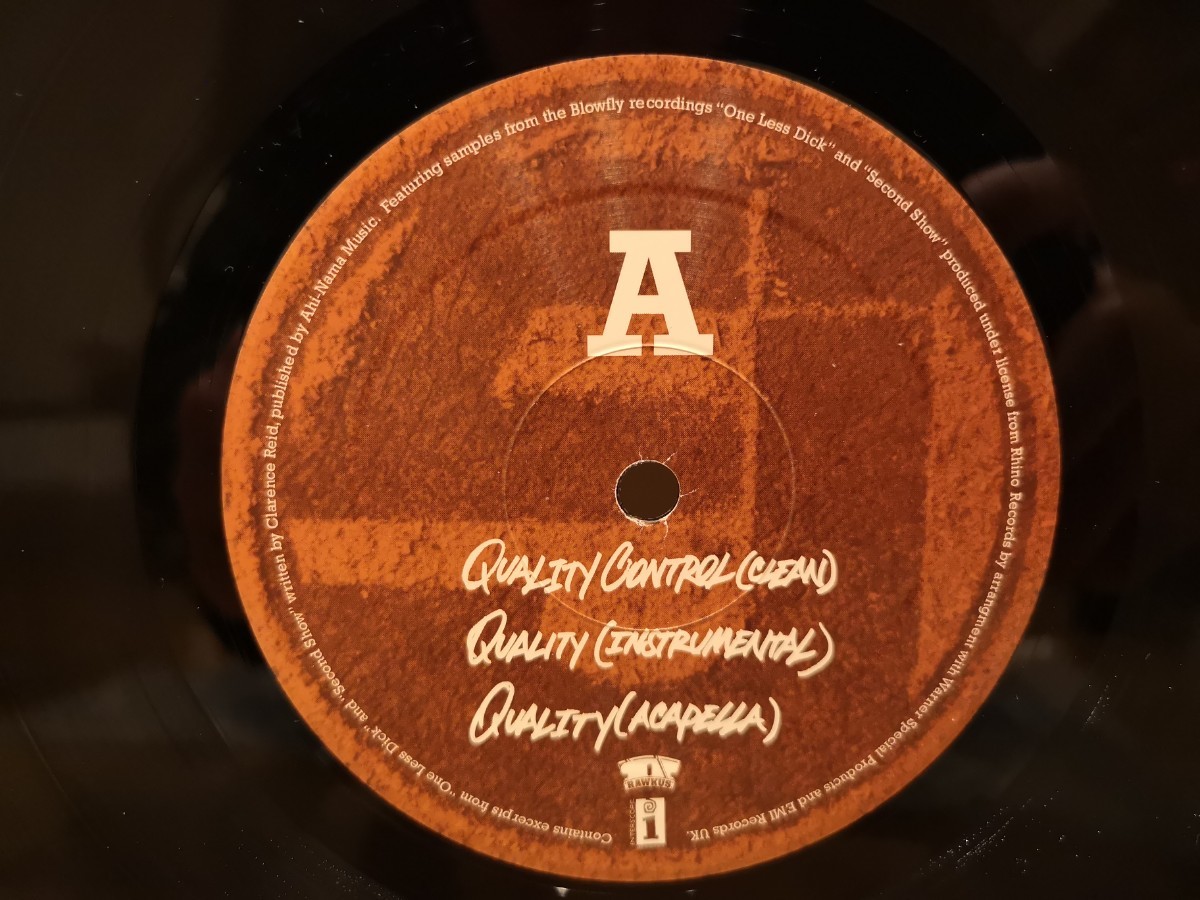 A
QUALITY CONTROL (CLEAN)
QUALITY (INSTRUMENTAL)
QUALITY (ACAPELLA)
RAWKUS
INTERSCOPE
i
Contains excerpts from "One Less Dick" and "Second Show" written by Clarence Reid, published by Ahi-Nama Music. Featuring samples from the Blowfly recordings "One Less Dick" and "Second Show" produced under license from Rhino Records by arrangment with Warner Special Products and EMI Records UK.